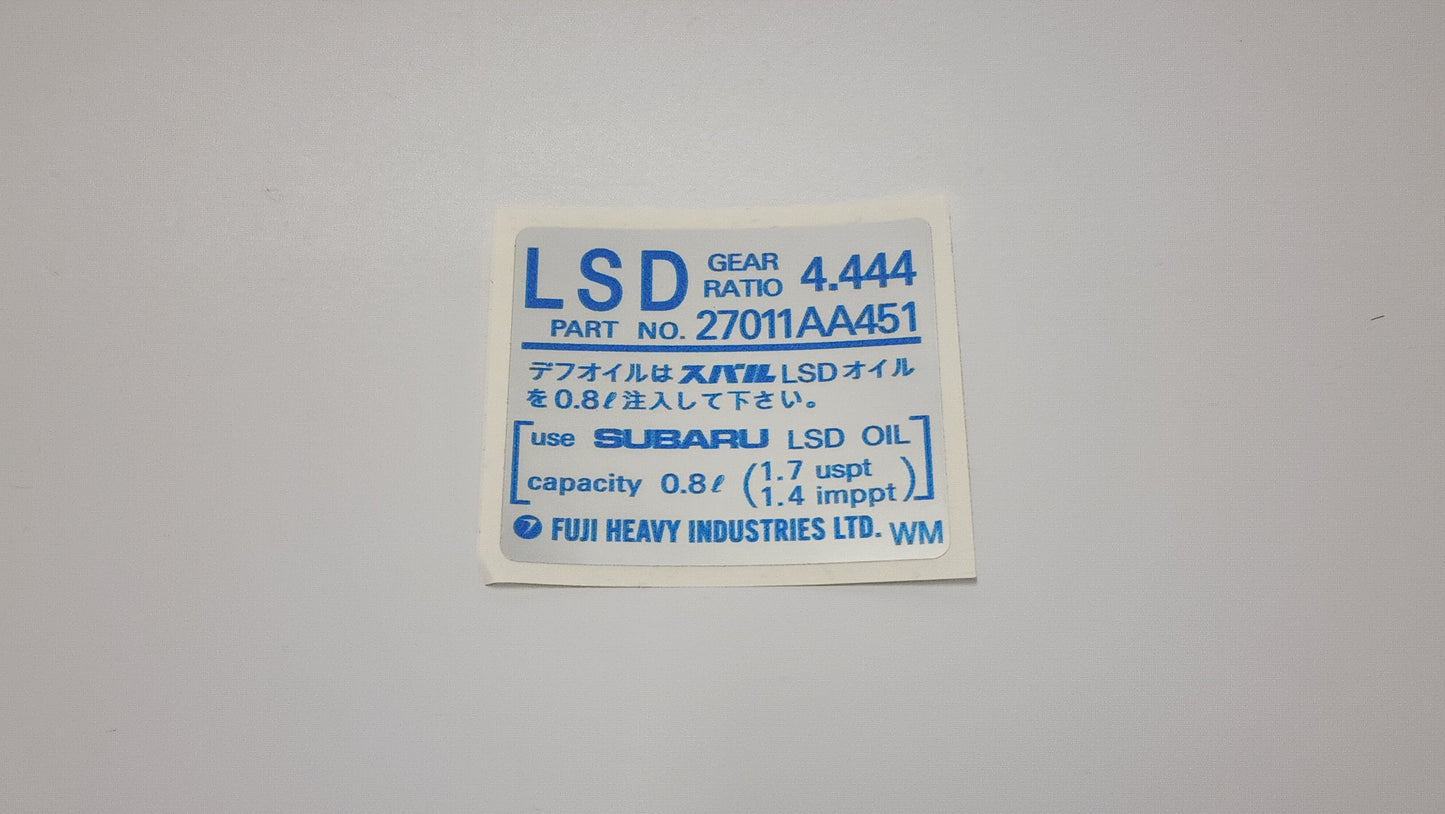 LSD GEAR RATIO 4.444
PART NO. 27011AA451
デフオイルはスバルLSDオイル
を0.8ℓ注入して下さい。
use SUBARU LSD OIL
capacity 0.8ℓ (1.7 uspt
1.4 imppt)
FUJI HEAVY INDUSTRIES LTD. WM